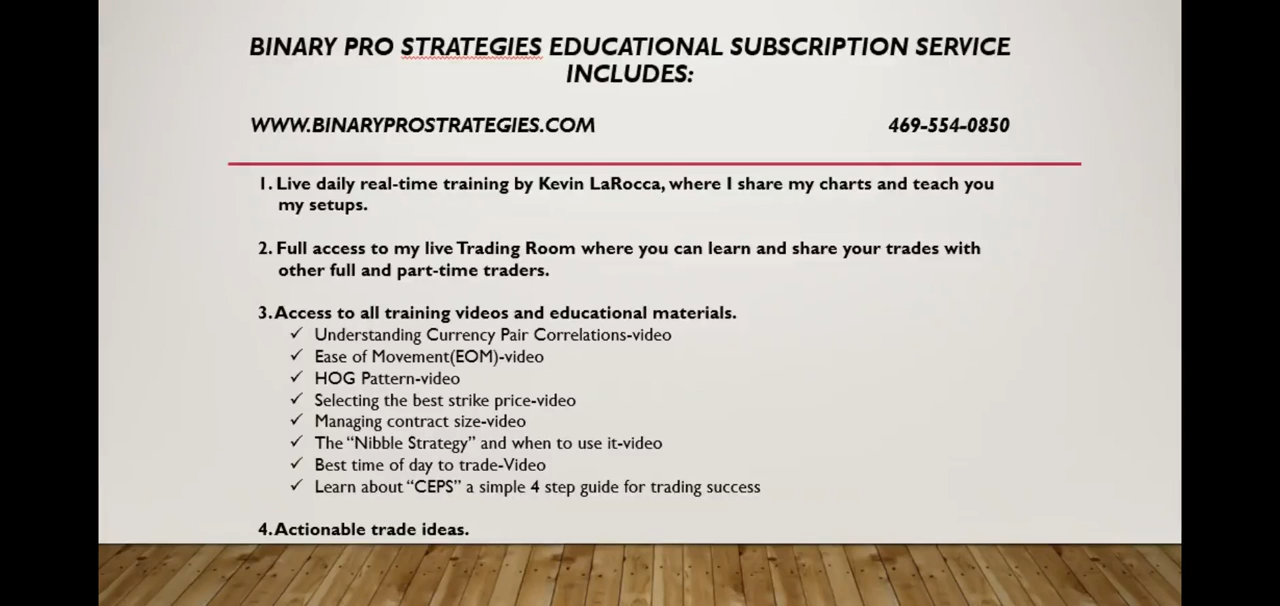 BINARY PRO STRATEGIES EDUCATIONAL SUBSCRIPTION SERVICE
INCLUDES:
WWW.BINARYPROSTRATEGIES.COM 469-554-0850
1. Live daily real-time training by Kevin LaRocca, where I share my charts and teach you
my setups.
2. Full access to my live Trading Room where you can learn and share your trades with
other full and part-time traders.
3.Access to all training videos and educational materials.
✓ Understanding Currency Pair Correlations-video
✓ Ease of Movement(EOM)-video
✓ HOG Pattern-video
✓ Selecting the best strike price-video
✓ Managing contract size-video
✓ The “Nibble Strategy” and when to use it-video
✓ Best time of day to trade-Video
✓ Learn about “CEPS” a simple 4 step guide for trading success
4.Actionable trade ideas.